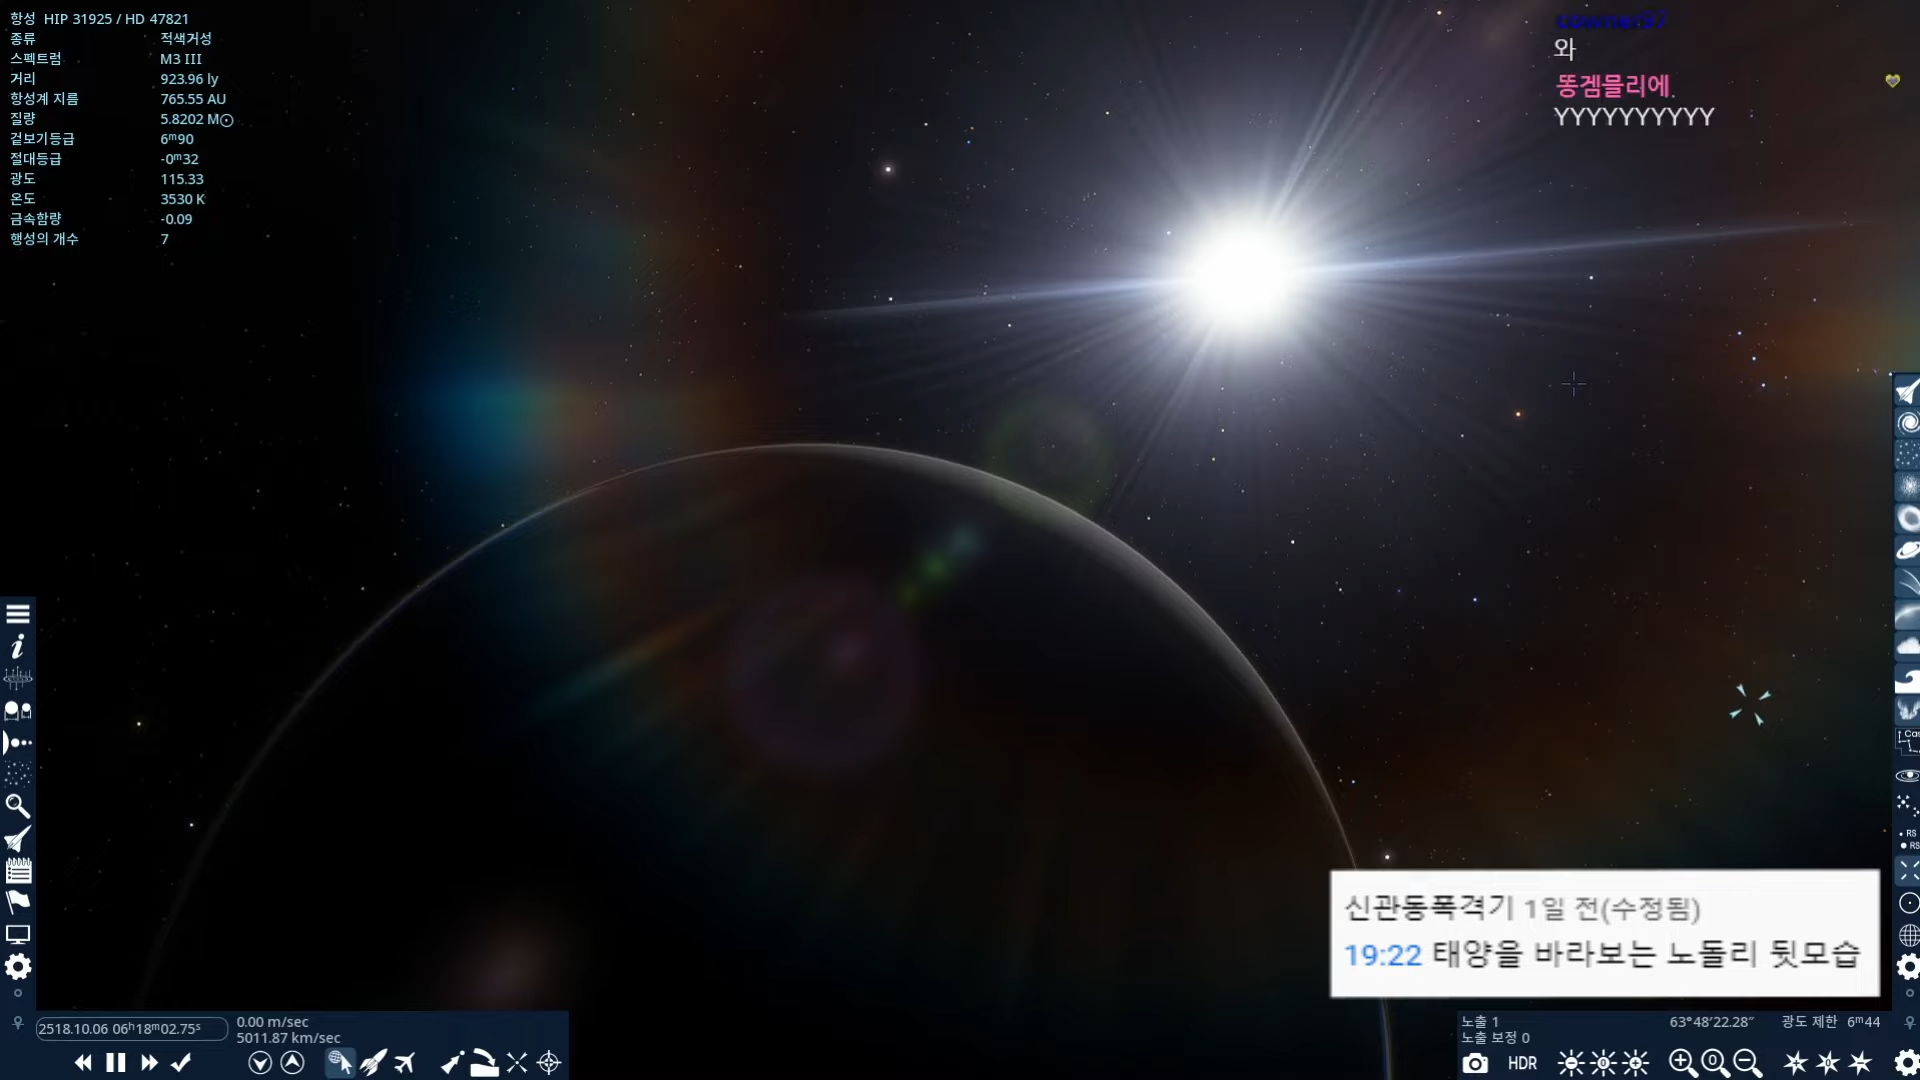 항성 HIP 31925 / HD 47821
종류 적색거성
스펙트럼 M3 III
거리 923.96 ly
항성계 지름 765.55 AU
질량 5.8202 M☉
겉보기등급 6ᵐ90
절대등급 -0ᵐ32
광도 115.33
온도 3530 K
금속함량 -0.09
행성의 개수 7
와
똥겜믈리에
YYYYYYYYYY
RS
신관동폭격기 1일 전(수정됨)
19:22 태양을 바라보는 노돌리 뒷모습
2518.10.06 06ʰ18ᵐ02.75ˢ
0.00 m/sec
5011.87 km/sec
노출 1
노출 보정 0
63°48′22.28″
광도 제한 6ᵐ44
HDR